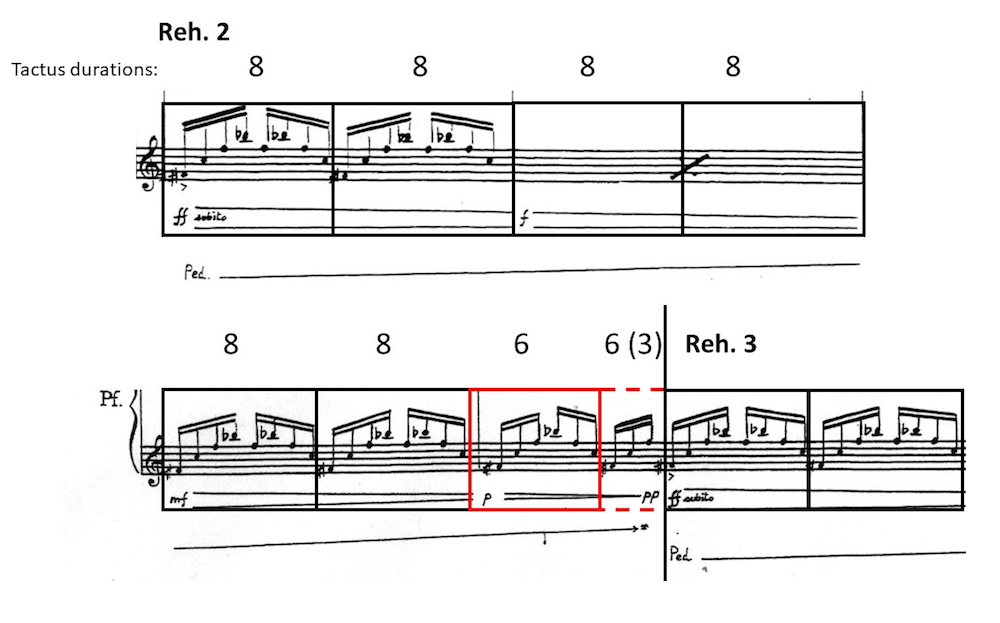 Reh. 2
Tactus durations: 8 8 8 8
ff subito f
Ped.
8 8 6 6 (3) Reh. 3
Pf.
mf p pp ff subito
Ped